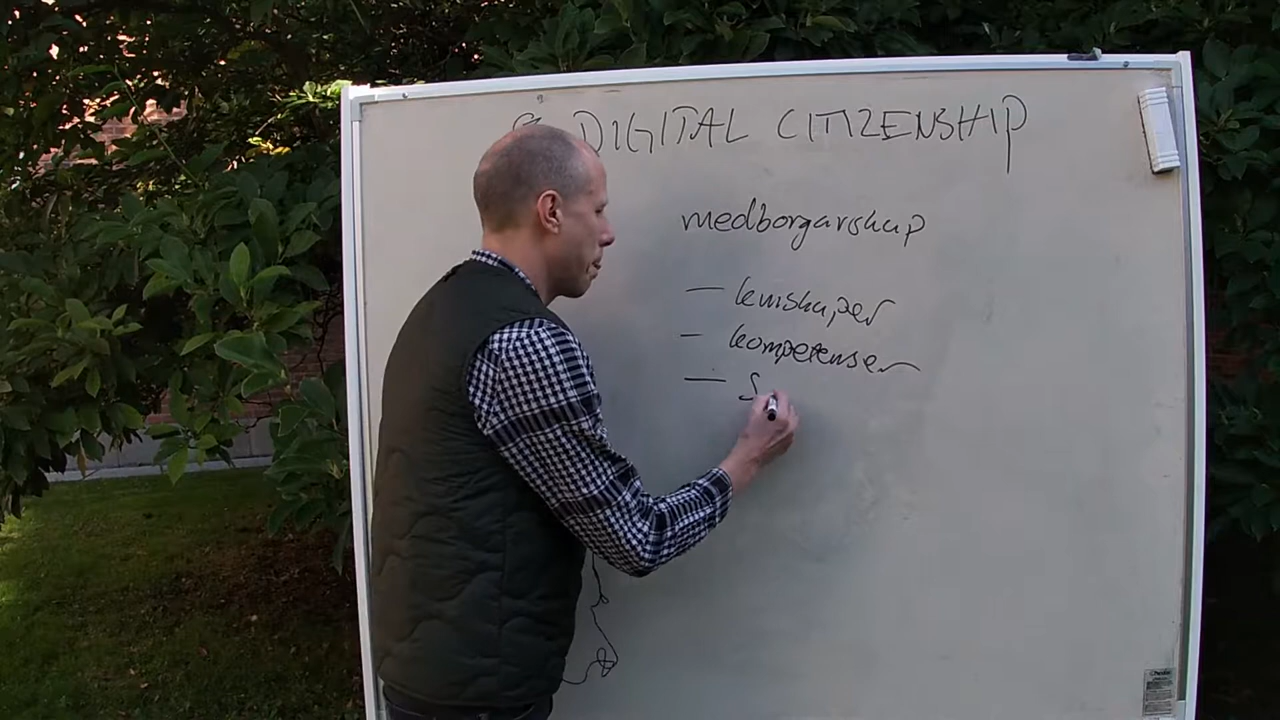 DIGITAL CITIZENSHIP
medborgarskap
— kunskaper
— kompetenser
— S